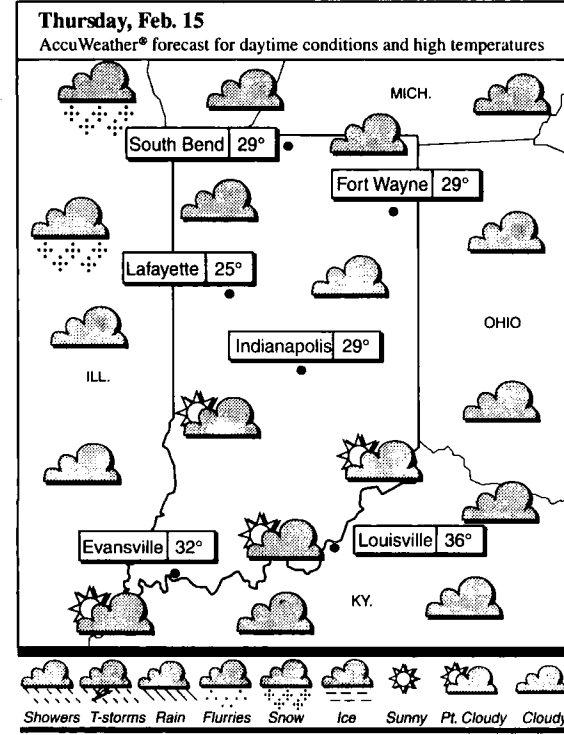 Thursday, Feb. 15
AccuWeather® forecast for daytime conditions and high temperatures
MICH.
South Bend 29°
Fort Wayne 29°
Lafayette 25°
OHIO
Indianapolis 29°
ILL.
Evansville 32°
Louisville 36°
KY.
Showers T-storms Rain Flurries Snow Ice Sunny Pt. Cloudy Cloudy